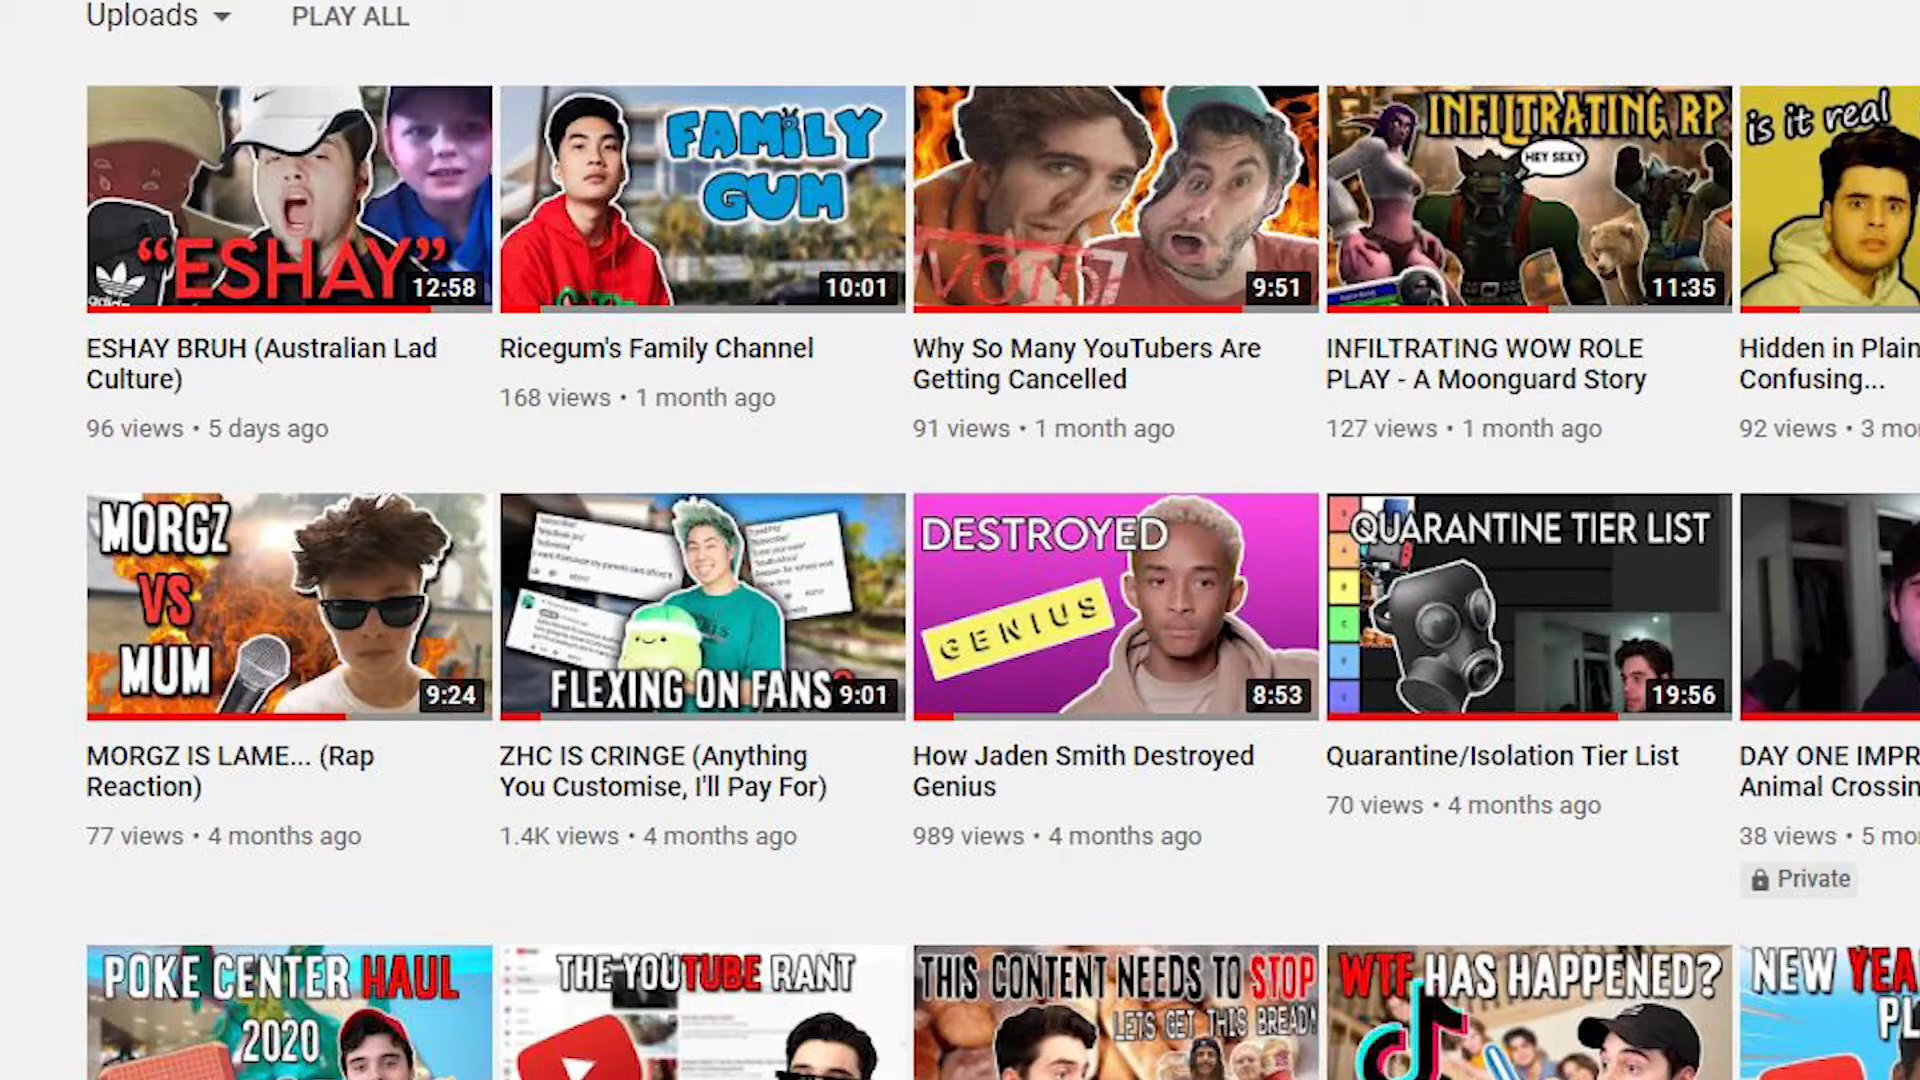 Uploads PLAY ALL
"ESHAY"
adidas
12:58
FAMILY
GUM
10:01
VOTE
9:51
INFILTRATING RP
HEY SEXY
11:35
is it real
ESHAY BRUH (Australian Lad
Culture)
96 views • 5 days ago
Ricegum's Family Channel
168 views • 1 month ago
Why So Many YouTubers Are
Getting Cancelled
91 views • 1 month ago
INFILTRATING WOW ROLE
PLAY - A Moonguard Story
127 views • 1 month ago
Hidden in Plain
Confusing...
92 views • 3 mo
MORGZ
VS
MUM
9:24
FLEXING ON FANS?
9:01
DESTROYED
GENIUS
8:53
QUARANTINE TIER LIST
19:56
MORGZ IS LAME... (Rap
Reaction)
77 views • 4 months ago
ZHC IS CRINGE (Anything
You Customise, I'll Pay For)
1.4K views • 4 months ago
How Jaden Smith Destroyed
Genius
989 views • 4 months ago
Quarantine/Isolation Tier List
70 views • 4 months ago
DAY ONE IMPR
Animal Crossin
38 views • 5 mo
Private
POKE CENTER HAUL
2020
THE YOUTUBE RANT
THIS CONTENT NEEDS TO STOP
LETS GET THIS BREAD!
WTF HAS HAPPENED?
NEW YEA
PL